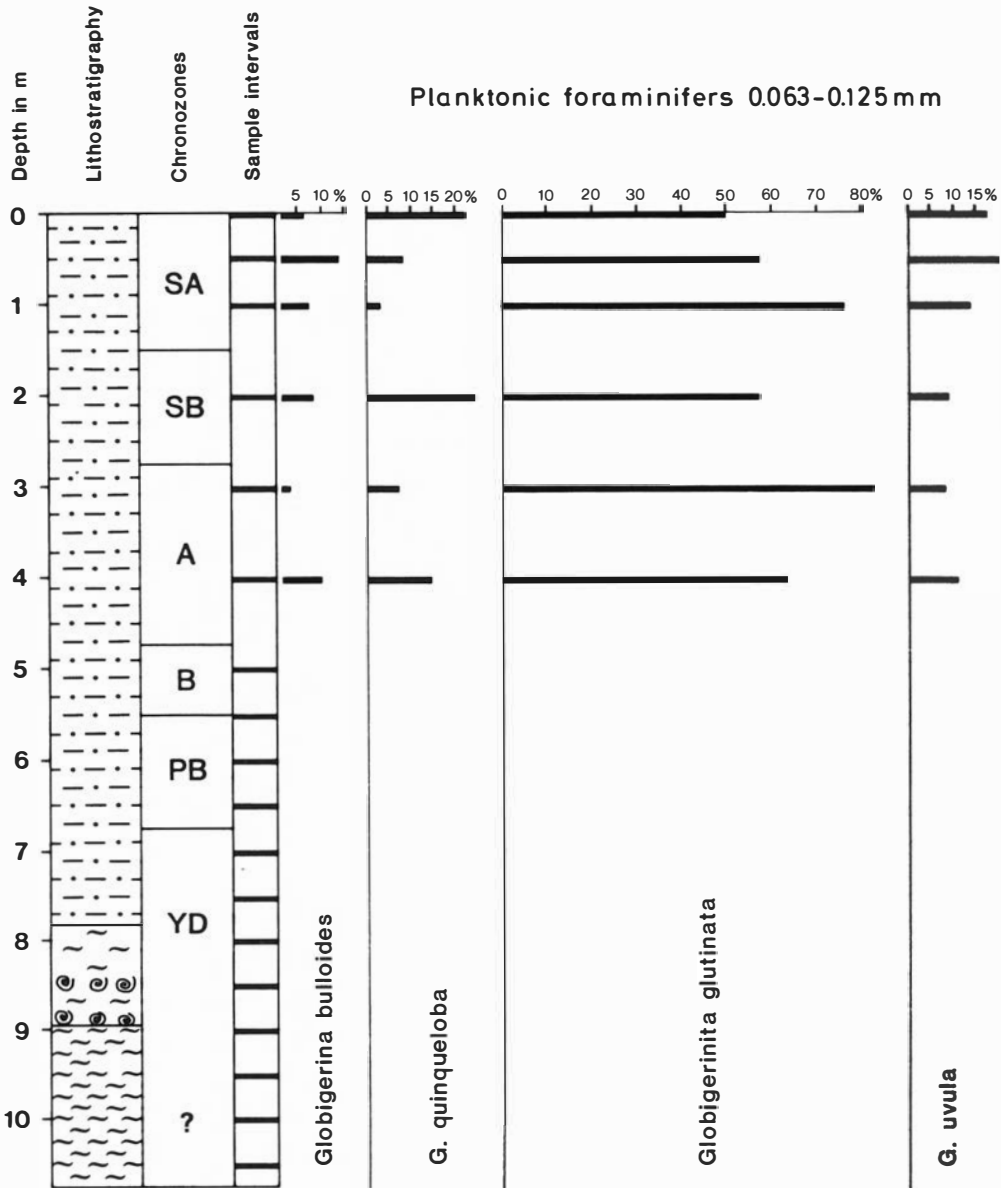 Planktonic foraminifers 0.063-0.125mm
Depth in m
Lithostratigraphy
Chronozones
Sample intervals
5 10 %
0 5 10 15 20%
0 10 20 30 40 50 60 70 80%
0 5 10 15%
0
1
2
3
4
5
6
7
8
9
10
SA
SB
A
B
PB
YD
?
Globigerina bulloides
G. quinqueloba
Globigerinita glutinata
G. uvula